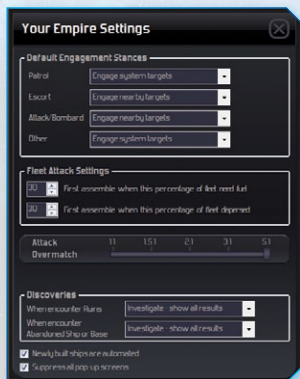 Your Empire Settings
Default Engagement Stances
Patrol Engage system targets
Escort Engage nearby targets
Attack/Bombard Engage nearby targets
Other Engage system targets
Fleet Attack Settings
30 First assemble when this percentage of fleet need fuel
30 First assemble when this percentage of fleet dispersed
Attack 1:1 1.5:1 2:1 3:1 5:1
Overmatch
Discoveries
When encounter Ruins Investigate - show all results
When encounter
Abandoned Ship or Base Investigate - show all results
Newly built ships are automated
Suppress all pop up screens